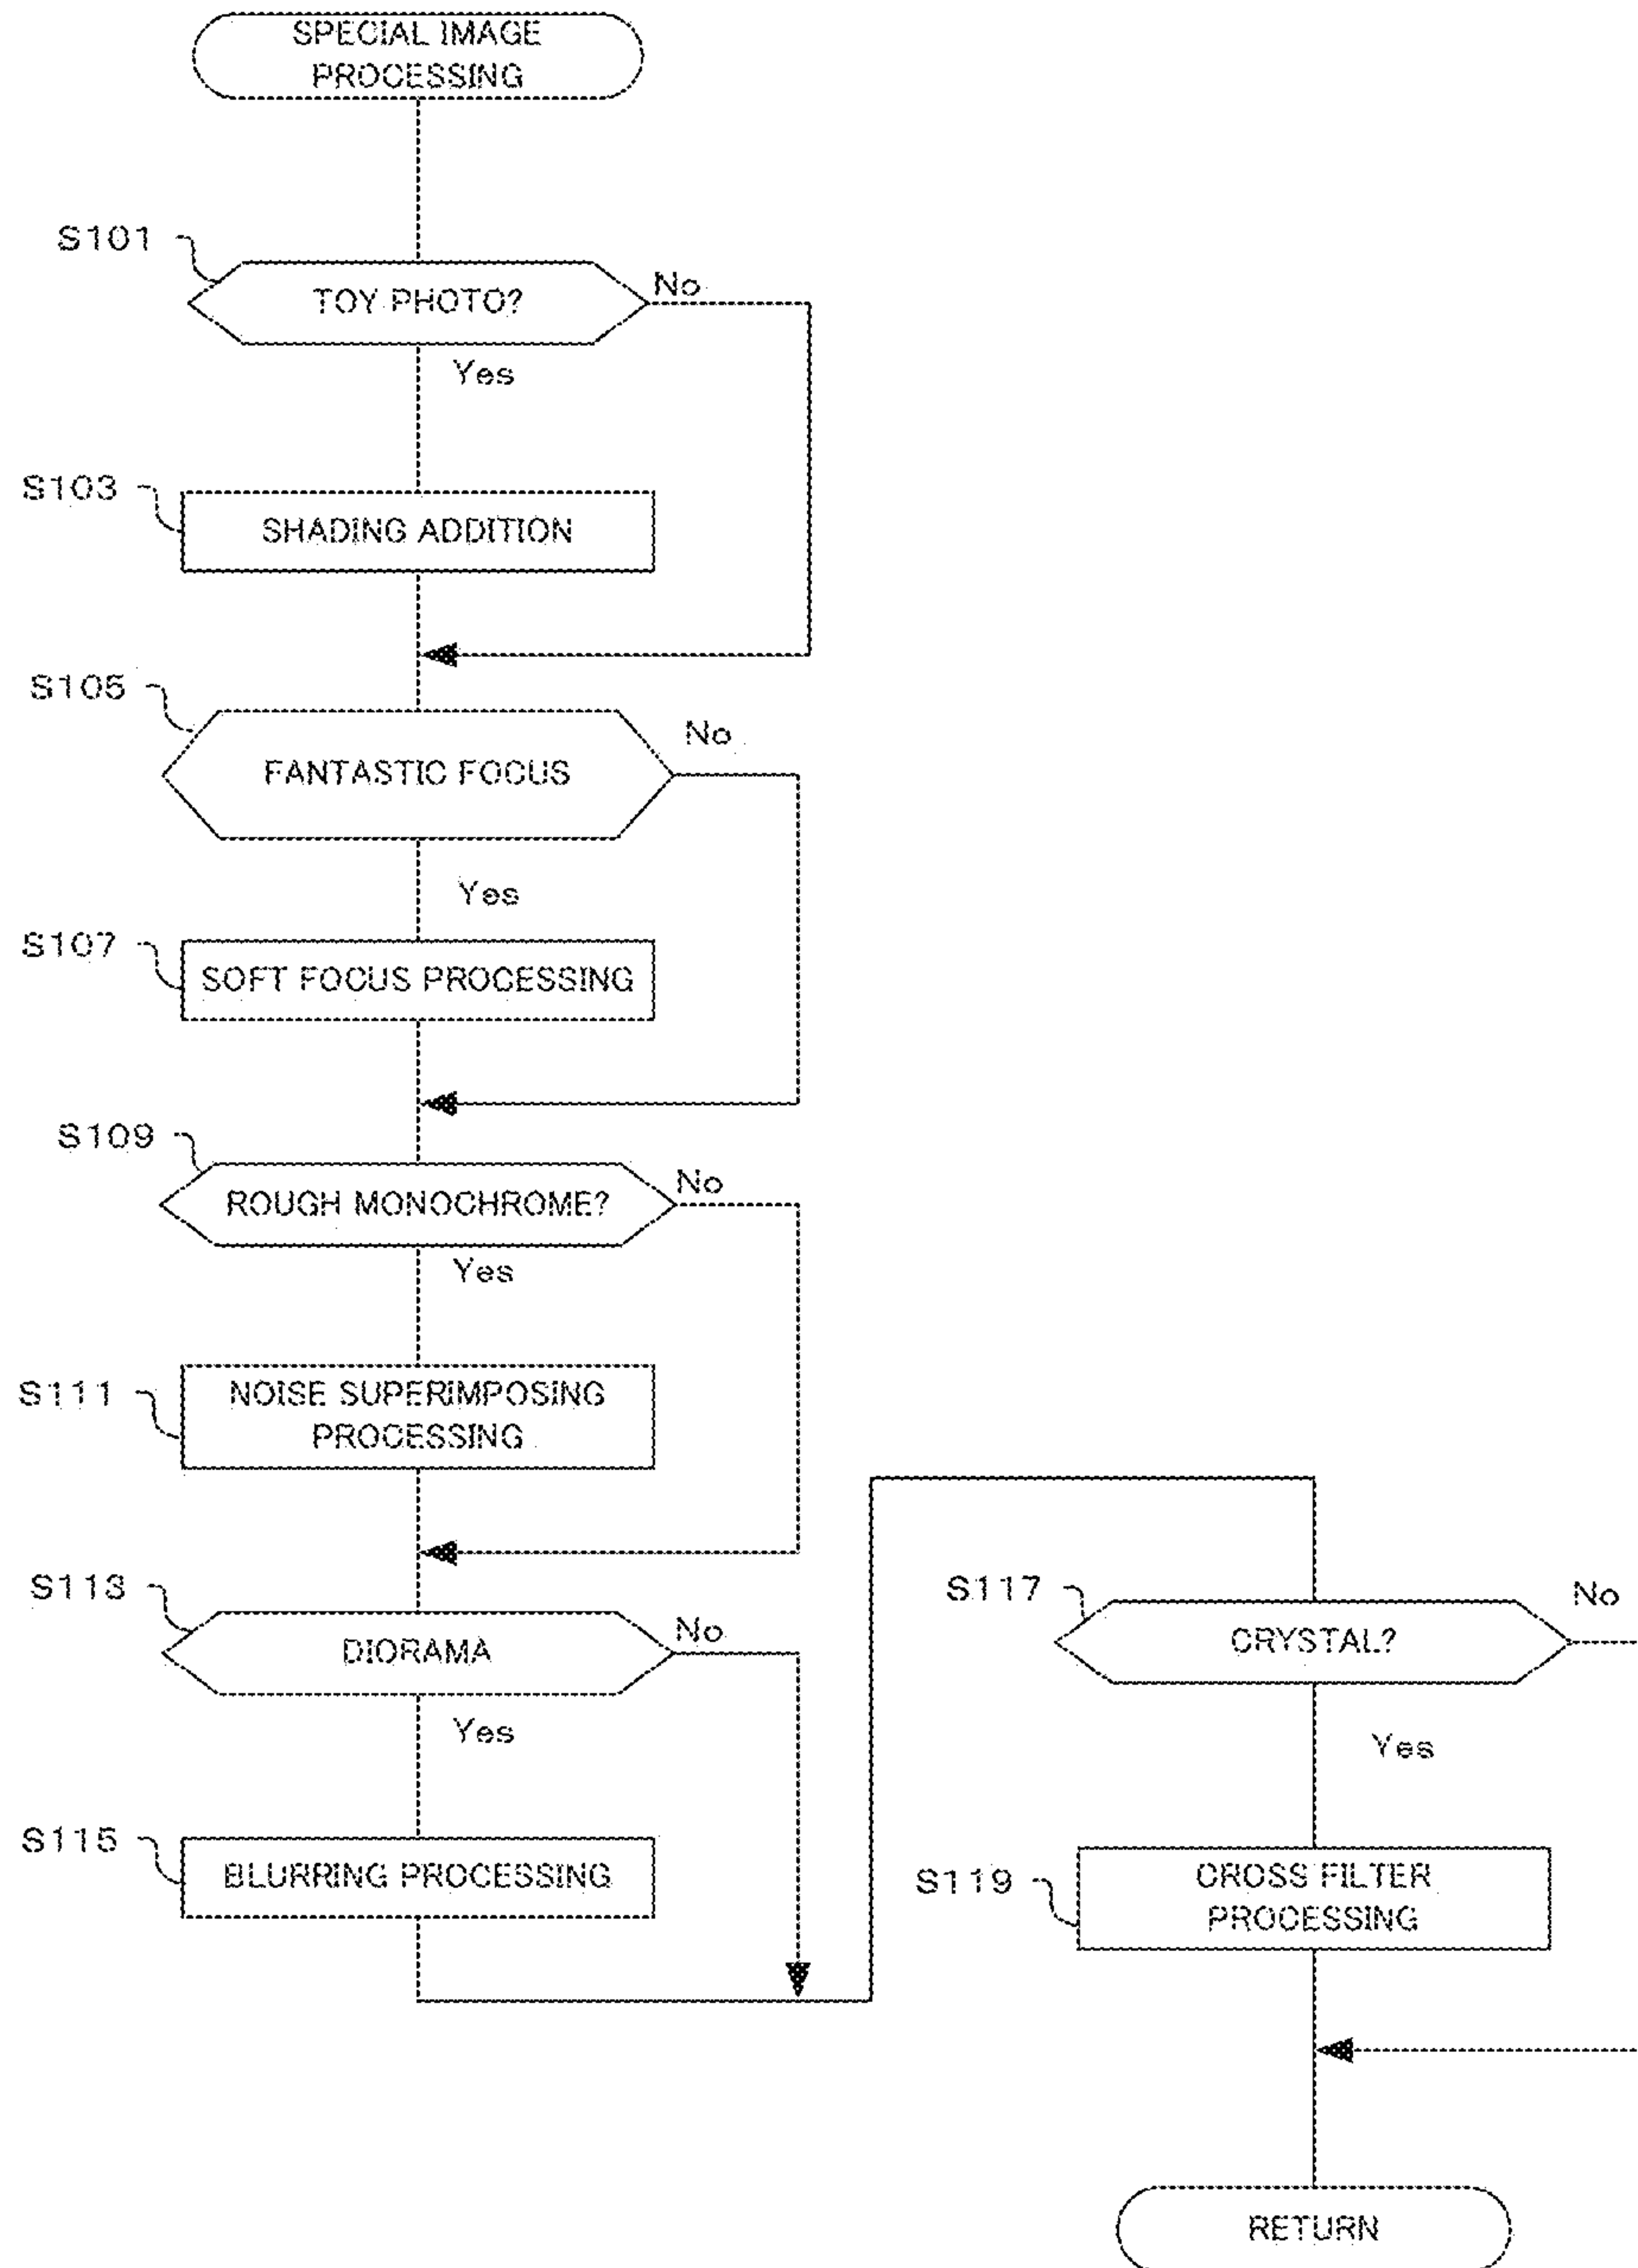 SPECIAL IMAGE
PROCESSING
S101
TOY PHOTO?
No
Yes
S103
SHADING ADDITION
S105
FANTASTIC FOCUS
No
Yes
S107
SOFT FOCUS PROCESSING
S109
ROUGH MONOCHROME?
No
Yes
S111
NOISE SUPERIMPOSING
PROCESSING
S113
DIORAMA
No
Yes
S115
BLURRING PROCESSING
S117
CRYSTAL?
No
Yes
S119
CROSS FILTER
PROCESSING
RETURN